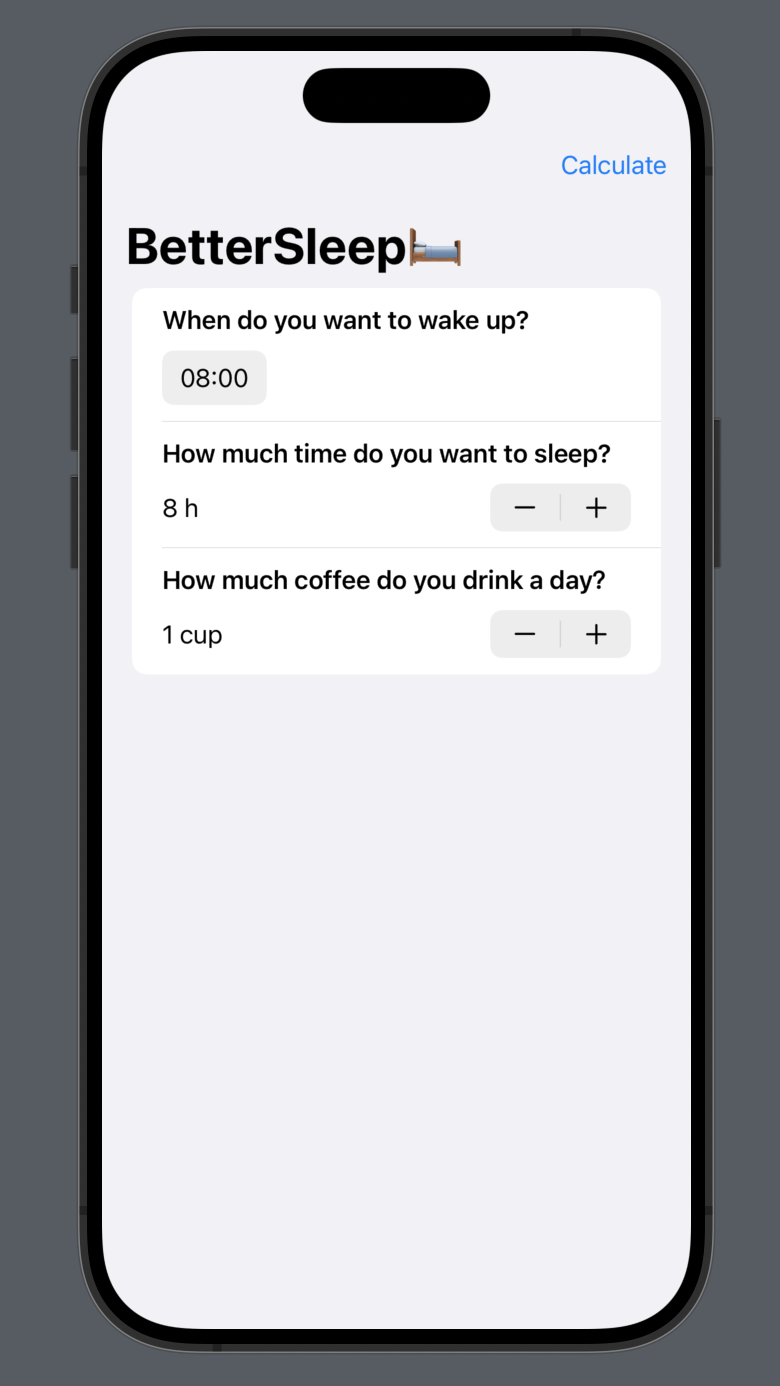 Calculate
BetterSleep🛏️
When do you want to wake up?
08:00
How much time do you want to sleep?
8 h
− +
How much coffee do you drink a day?
1 cup
− +